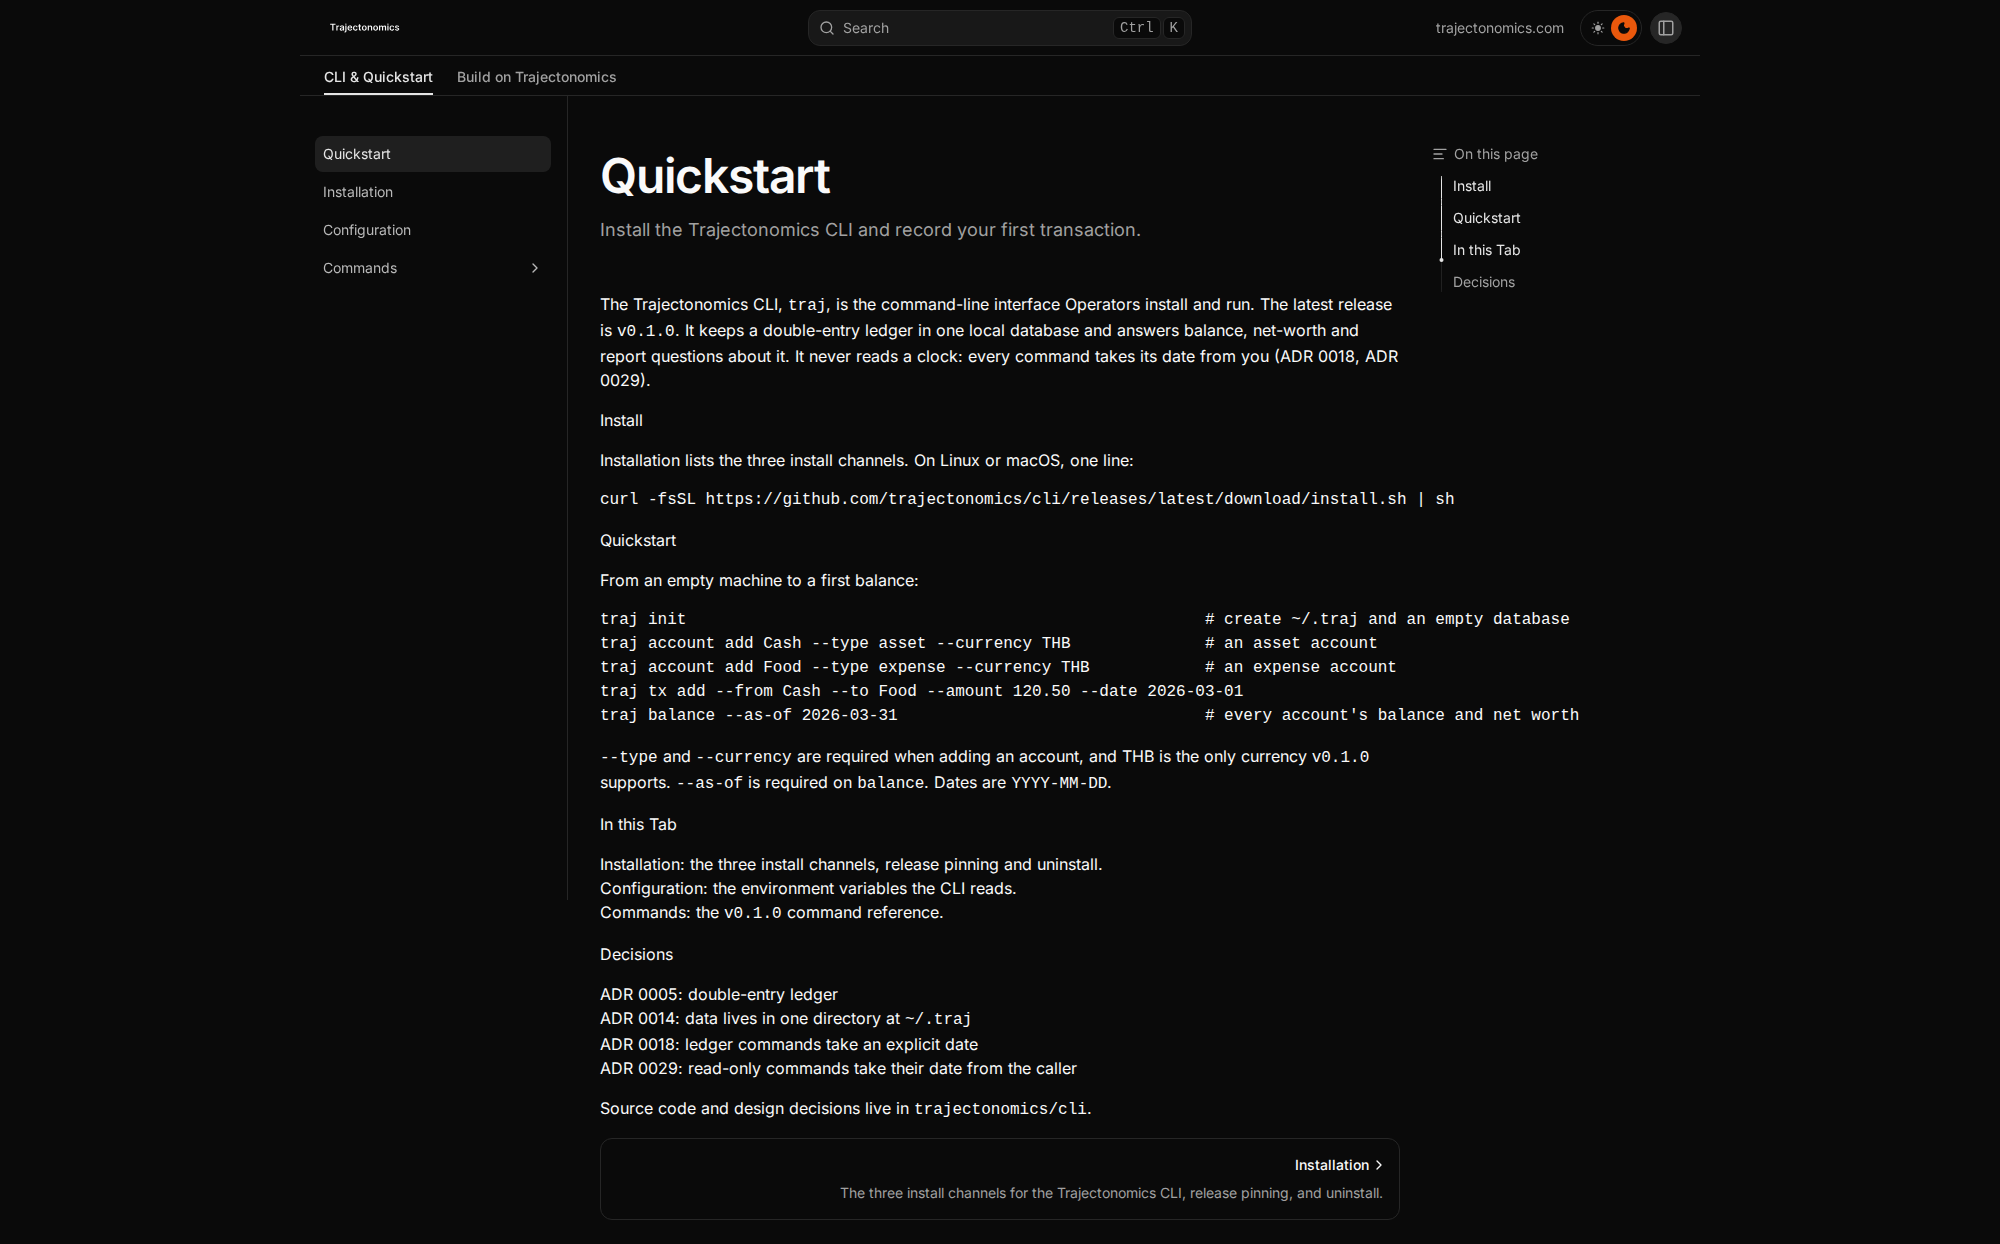 Trajectonomics
Search
Ctrl K
trajectonomics.com
CLI & Quickstart
Build on Trajectonomics
Quickstart
Installation
Configuration
Commands
Quickstart
Install the Trajectonomics CLI and record your first transaction.
The Trajectonomics CLI, traj, is the command-line interface Operators install and run. The latest release
is v0.1.0. It keeps a double-entry ledger in one local database and answers balance, net-worth and
report questions about it. It never reads a clock: every command takes its date from you (ADR 0018, ADR
0029).
Install
Installation lists the three install channels. On Linux or macOS, one line:
curl -fsSL https://github.com/trajectonomics/cli/releases/latest/download/install.sh | sh
Quickstart
From an empty machine to a first balance:
traj init # create ~/.traj and an empty database
traj account add Cash --type asset --currency THB # an asset account
traj account add Food --type expense --currency THB # an expense account
traj tx add --from Cash --to Food --amount 120.50 --date 2026-03-01
traj balance --as-of 2026-03-31 # every account's balance and net worth
--type and --currency are required when adding an account, and THB is the only currency v0.1.0
supports. --as-of is required on balance. Dates are YYYY-MM-DD.
In this Tab
Installation: the three install channels, release pinning and uninstall.
Configuration: the environment variables the CLI reads.
Commands: the v0.1.0 command reference.
Decisions
ADR 0005: double-entry ledger
ADR 0014: data lives in one directory at ~/.traj
ADR 0018: ledger commands take an explicit date
ADR 0029: read-only commands take their date from the caller
Source code and design decisions live in trajectonomics/cli.
Installation
The three install channels for the Trajectonomics CLI, release pinning, and uninstall.
On this page
Install
Quickstart
In this Tab
Decisions